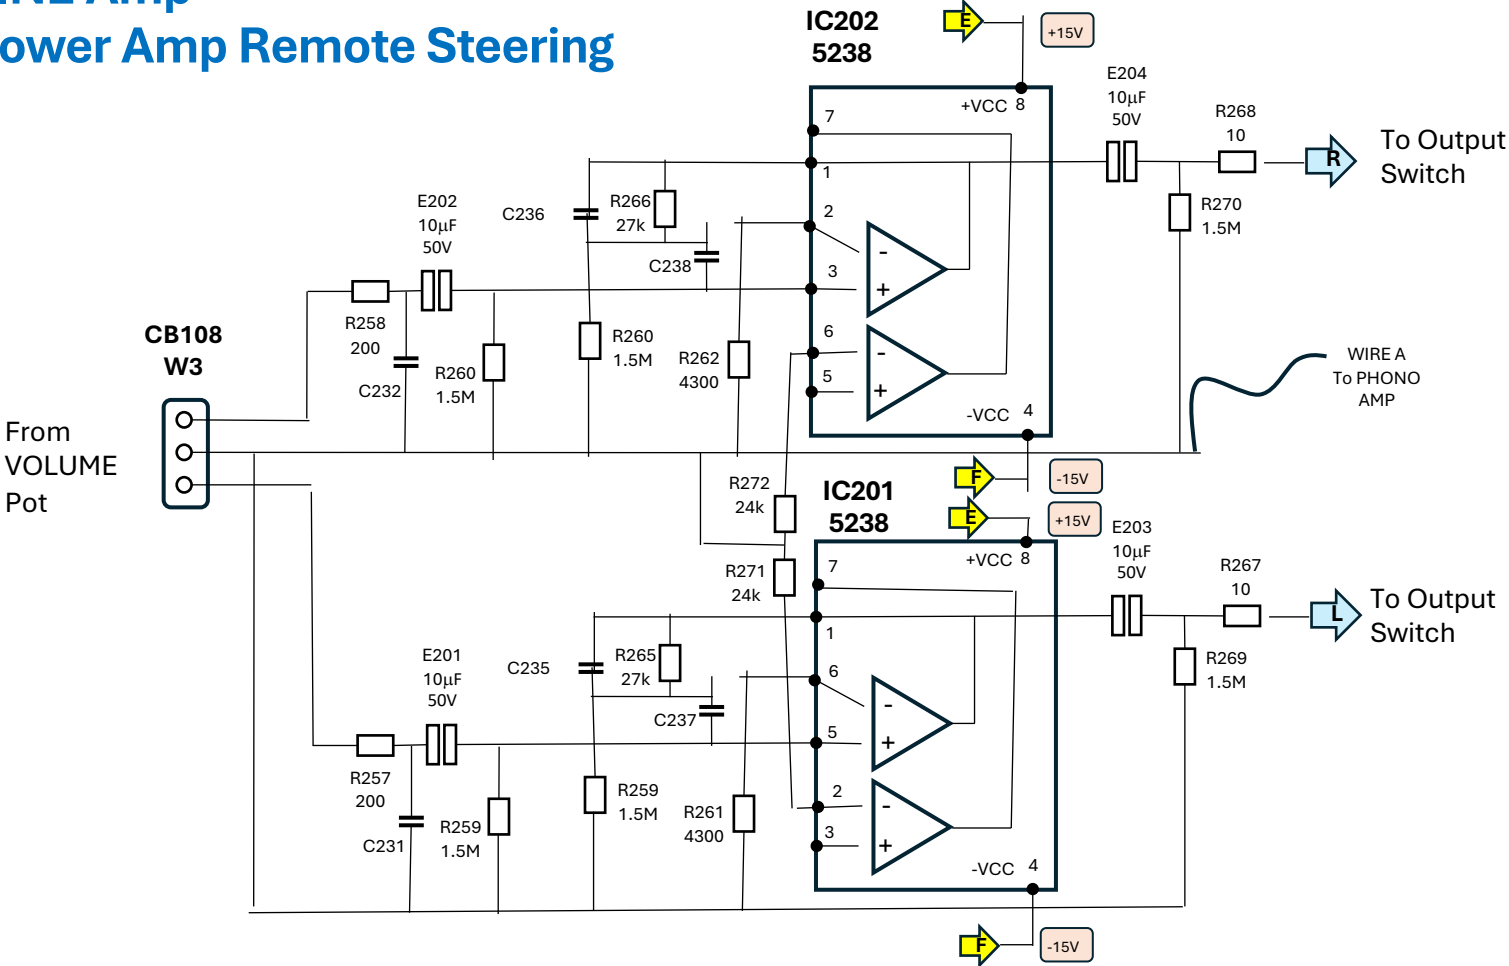 INE Amp
ower Amp Remote Steering
IC202
5238
E
+15V
+VCC 8
7
1
2
3
6
5
-VCC 4
-
+
-
+
E204
10µF
50V
R268
10
R
To Output
Switch
R270
1.5M
C236
R266
27k
C238
E202
10µF
50V
R258
200
C232
R260
1.5M
R260
1.5M
R262
4300
CB108
W3
From
VOLUME
Pot
WIRE A
To PHONO
AMP
F
-15V
R272
24k
R271
24k
IC201
5238
E
+15V
+VCC 8
7
1
6
5
2
3
-VCC 4
-
+
-
+
E203
10µF
50V
R267
10
L
To Output
Switch
R269
1.5M
C235
R265
27k
C237
E201
10µF
50V
R257
200
C231
R259
1.5M
R259
1.5M
R261
4300
F
-15V